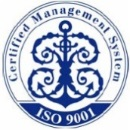 Certified Management System
ISO 9001